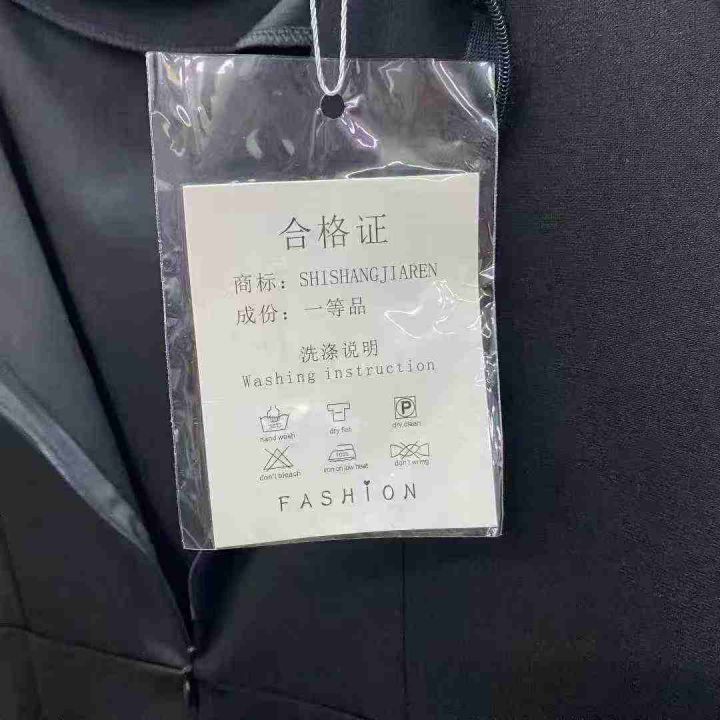 合格证
商标：SHISHANGJIAREN
成份：一等品
洗涤说明
Washing instruction
P
hand wash
dry flat
dry clean
don't bleach
iron on low heat
don't wring
FASHION